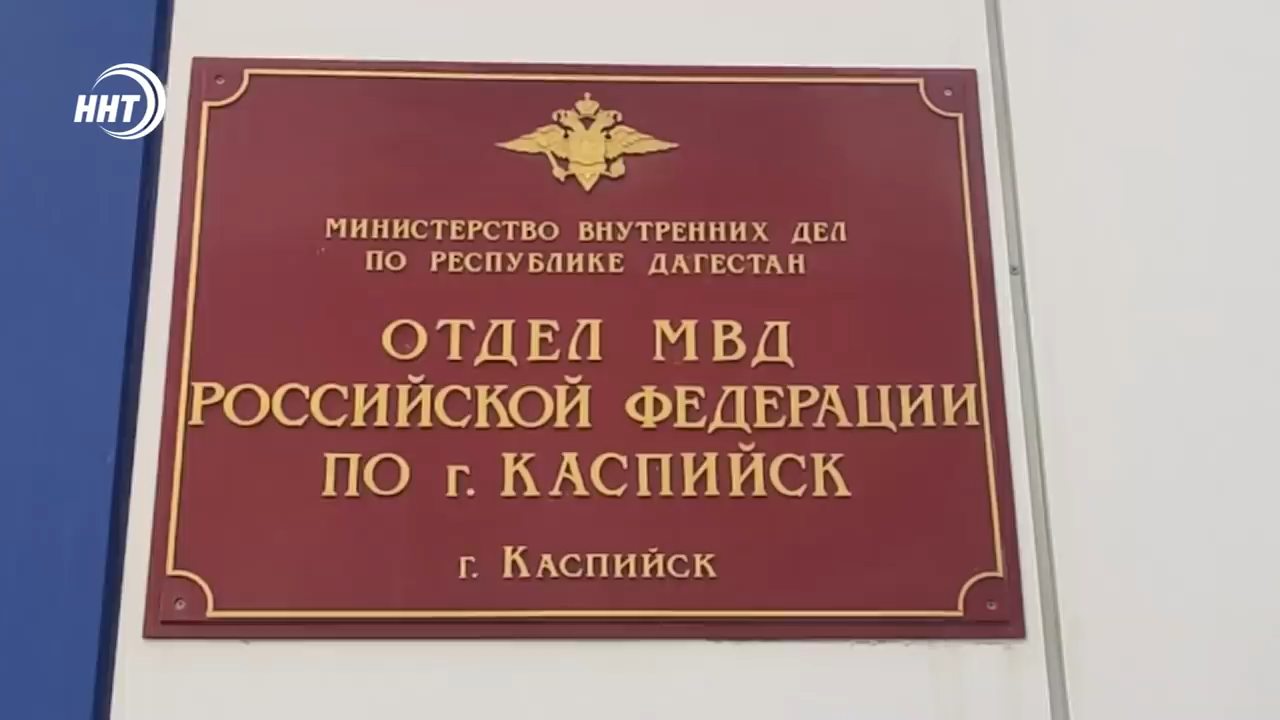 ННТ
МИНИСТЕРСТВО ВНУТРЕННИХ ДЕЛ
ПО РЕСПУБЛИКЕ ДАГЕСТАН
ОТДЕЛ МВД
РОССИЙСКОЙ ФЕДЕРАЦИИ
ПО г. КАСПИЙСК
г. КАСПИЙСК